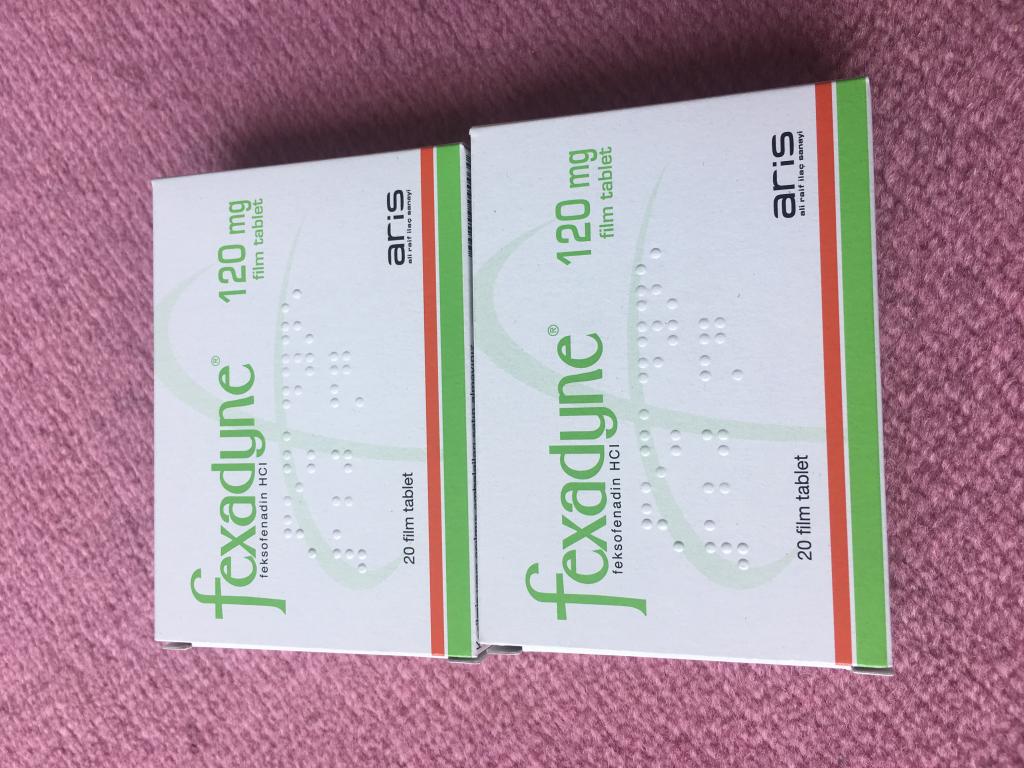 fexadyne® 120 mg
feksofenadin HCl film tablet
20 film tablet
aris
ali raif ilaç sanayi
fexadyne® 120 mg
feksofenadin HCl film tablet
20 film tablet
aris
ali raif ilaç sanayi